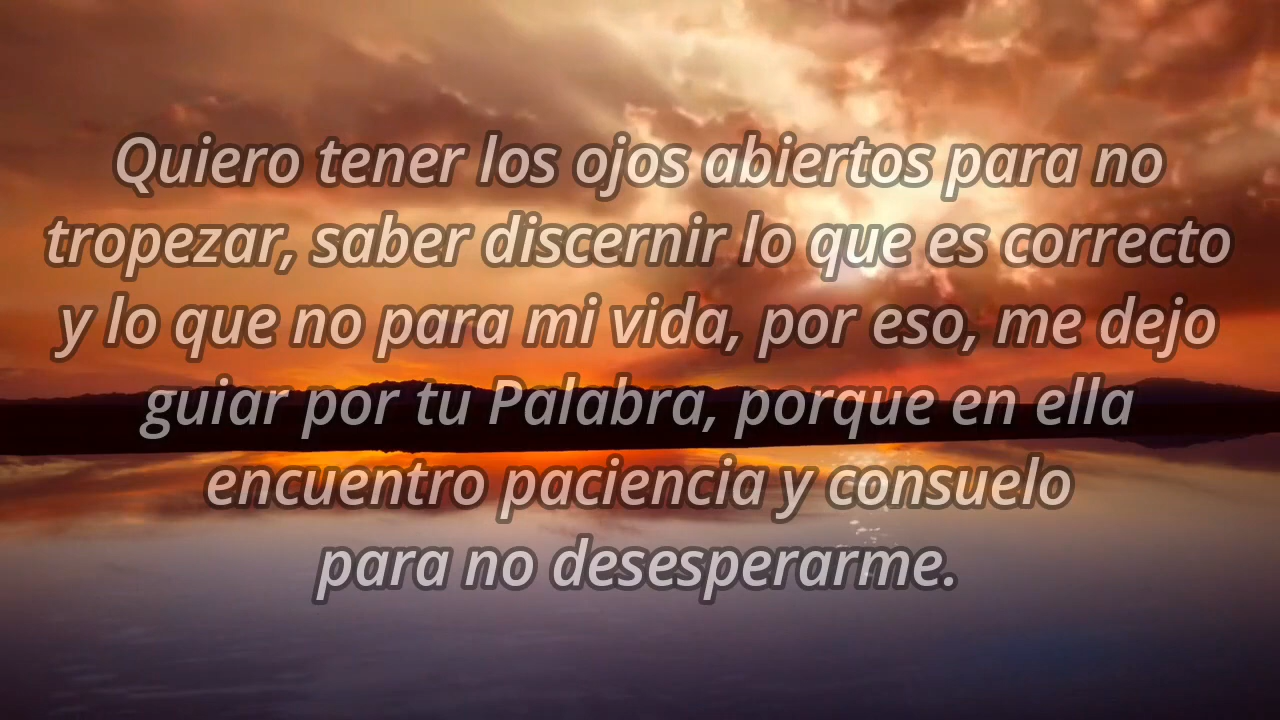 Quiero tener los ojos abiertos para no
tropezar, saber discernir lo que es correcto
y lo que no para mi vida, por eso, me dejo
guiar por tu Palabra, porque en ella
encuentro paciencia y consuelo
para no desesperarme.